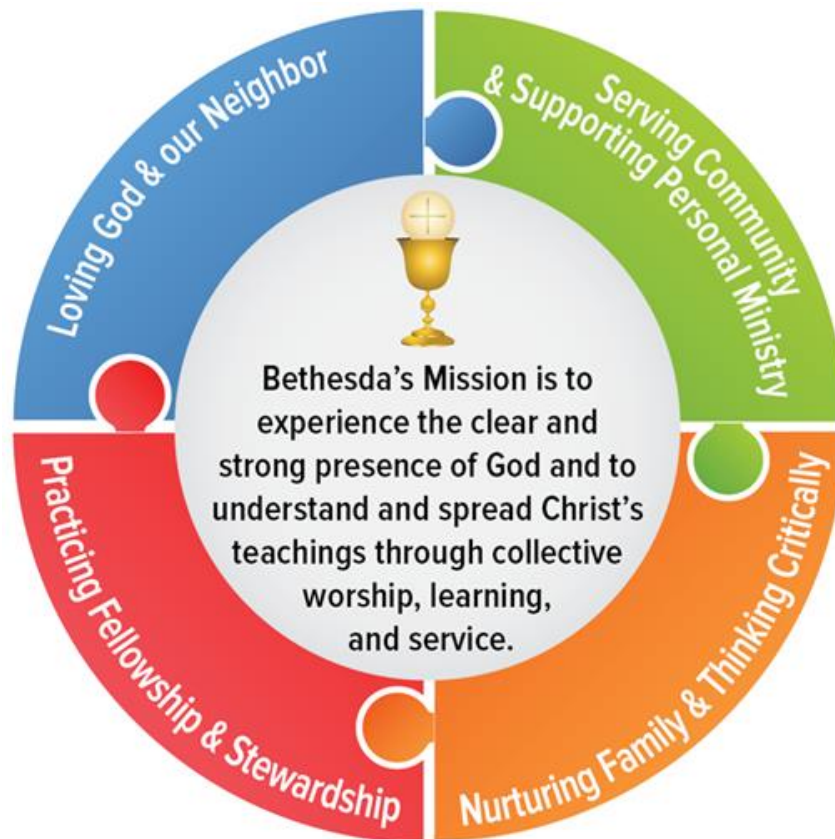 Loving God & our Neighbor
Serving Community
& Supporting Personal Ministry
Bethesda's Mission is to
experience the clear and
strong presence of God and to
understand and spread Christ's
teachings through collective
worship, learning,
and service.
Practicing Fellowship & Stewardship
Nurturing Family & Thinking Critically